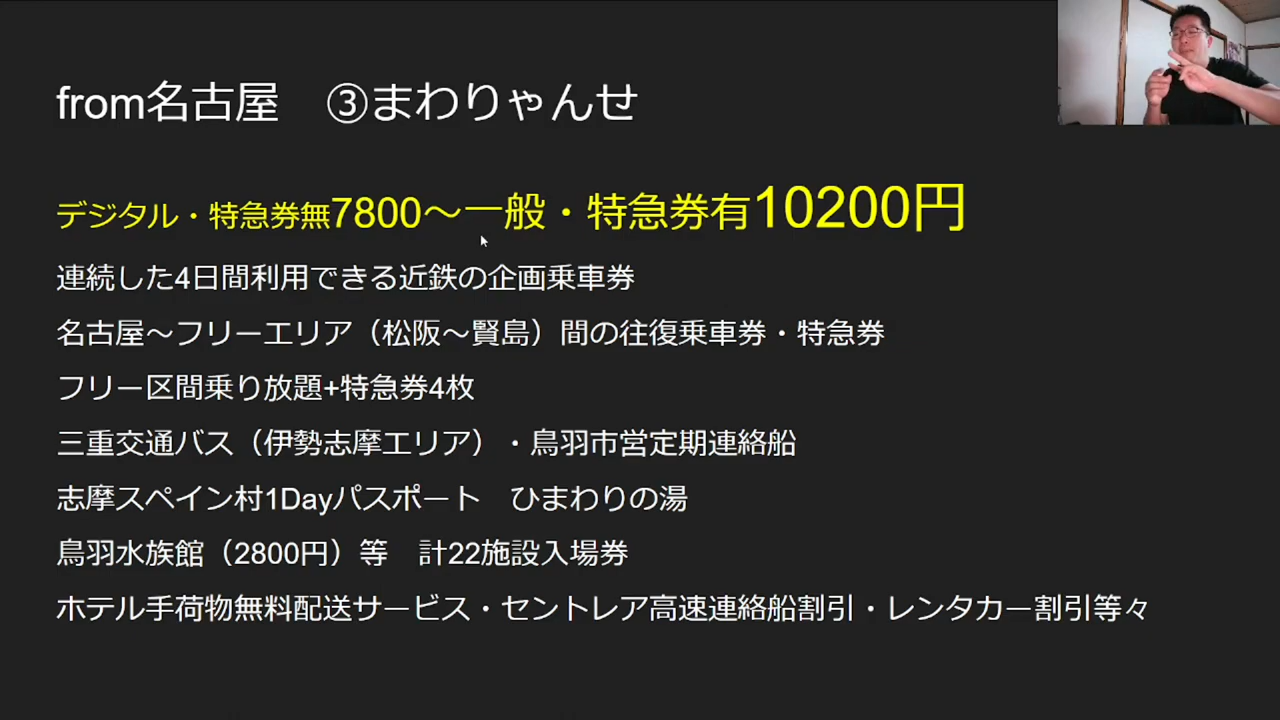 from名古屋　③まわりゃんせ
デジタル・特急券無7800～一般・特急券有10200円
連続した4日間利用できる近鉄の企画乗車券
名古屋～フリーエリア（松阪～賢島）間の往復乗車券・特急券
フリー区間乗り放題+特急券4枚
三重交通バス（伊勢志摩エリア）・鳥羽市営定期連絡船
志摩スペイン村1Dayパスポート　ひまわりの湯
鳥羽水族館（2800円）等　計22施設入場券
ホテル手荷物無料配送サービス・セントレア高速連絡船割引・レンタカー割引等々